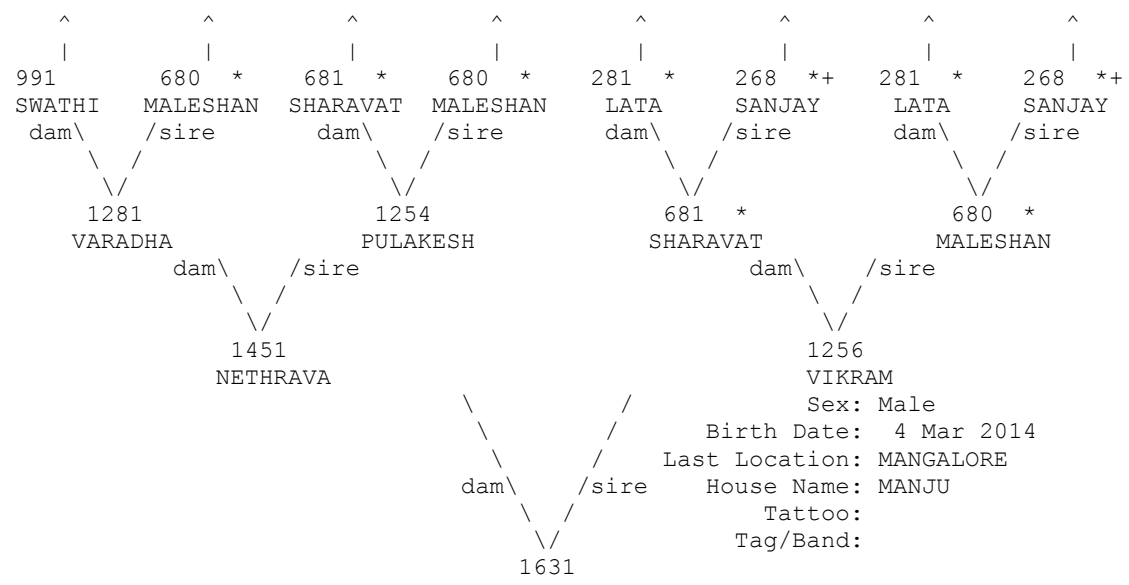 ^ ^ ^ ^ ^ ^ ^ ^
| | | | | | | |
991 680 * 681 * 680 * 281 * 268 *+ 281 * 268 *+
SWATHI MALESHAN SHARAVAT MALESHAN LATA SANJAY LATA SANJAY
dam\ /sire dam\ /sire dam\ /sire dam\ /sire
\ / \ / \ / \ /
\/ \/ \/ \/
1281 1254 681 * 680 *
VARADHA PULAKESH SHARAVAT MALESHAN
dam\ /sire dam\ /sire
\ / \ /
\/ \/
1451 1256
NETHRAVA VIKRAM
\ / Sex: Male
\ / Birth Date: 4 Mar 2014
\ / Last Location: MANGALORE
dam\ /sire House Name: MANJU
\ / Tattoo:
\/ Tag/Band:
1631